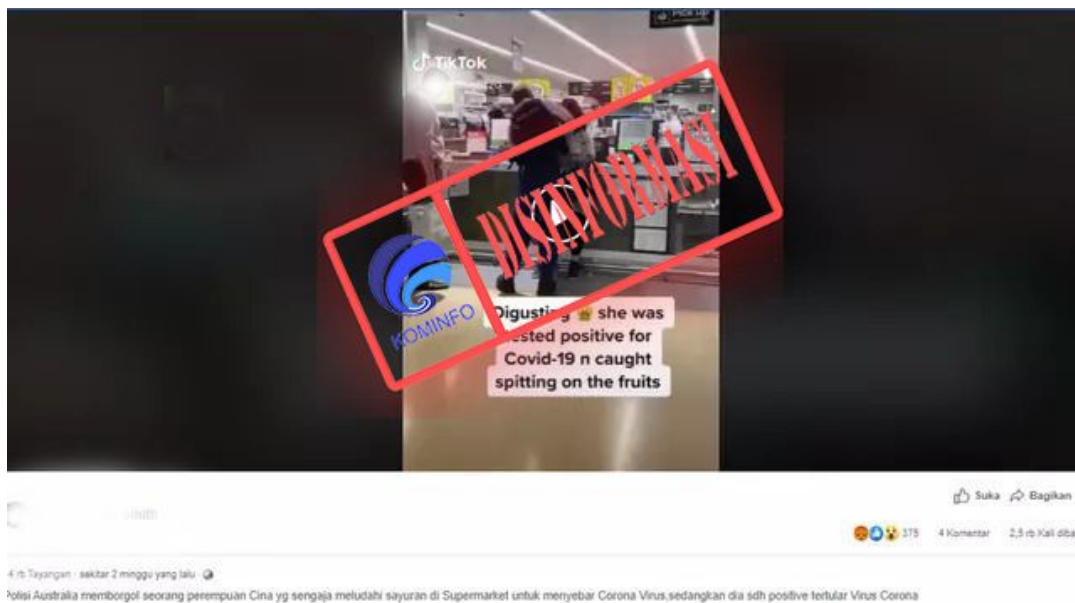 Pick up
TikTok
DISINFORMASI
KOMINFO
Digusting she was
tested positive for
Covid-19 n caught
spitting on the fruits
Suka Bagikan
375 4 Komentar 2,5 rb Kali diba
4 rb Tayangan · sekitar 2 minggu yang lalu
Polisi Australia memborgol seorang perempuan Cina yg sengaja meludahi sayuran di Supermarket untuk menyebar Corona Virus,sedangkan dia sdh positive tertular Virus Corona